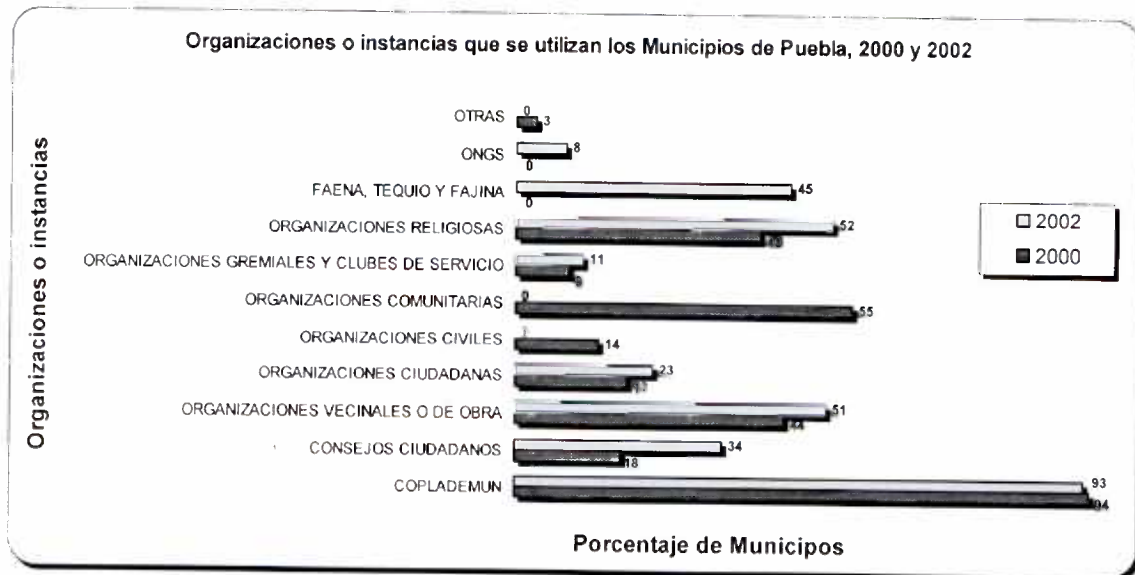 Organizaciones o instancias que se utilizan los Municipios de Puebla, 2000 y 2002
Organizaciones o instancias
OTRAS 0 3
ONGS 8 0
FAENA, TEQUIO Y FAJINA 45 0
ORGANIZACIONES RELIGIOSAS 52
ORGANIZACIONES GREMIALES Y CLUBES DE SERVICIO 11 9
ORGANIZACIONES COMUNITARIAS 0 55
ORGANIZACIONES CIVILES 14
ORGANIZACIONES CIUDADANAS 23
ORGANIZACIONES VECINALES O DE OBRA 51 44
CONSEJOS CIUDADANOS 34 18
COPLADEMUN 93 94
2002
2000
Porcentaje de Municipos